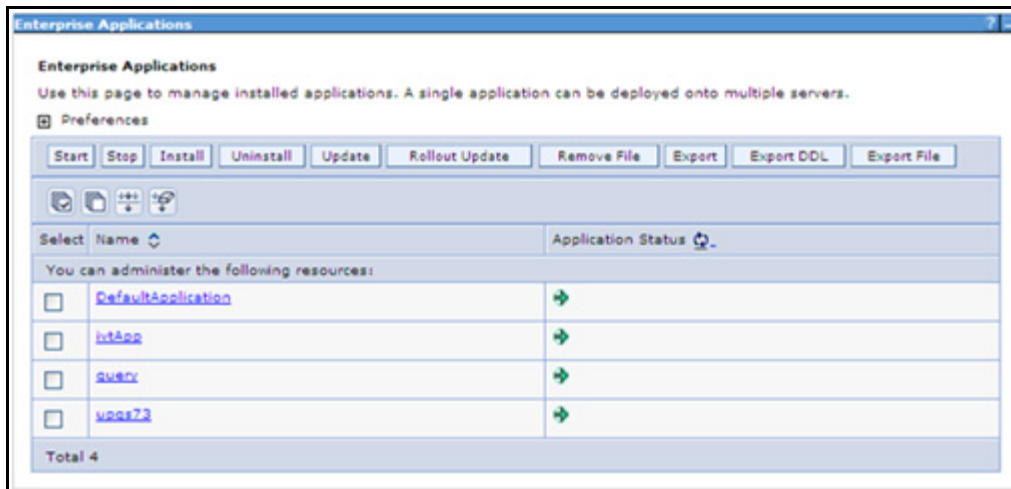 Enterprise Applications ?
Enterprise Applications
Use this page to manage installed applications. A single application can be deployed onto multiple servers.
Preferences
Start Stop Install Uninstall Update Rollout Update Remove File Export Export DDL Export File
Select Name Application Status
You can administer the following resources:
DefaultApplication
ivtApp
query
upgs73
Total 4